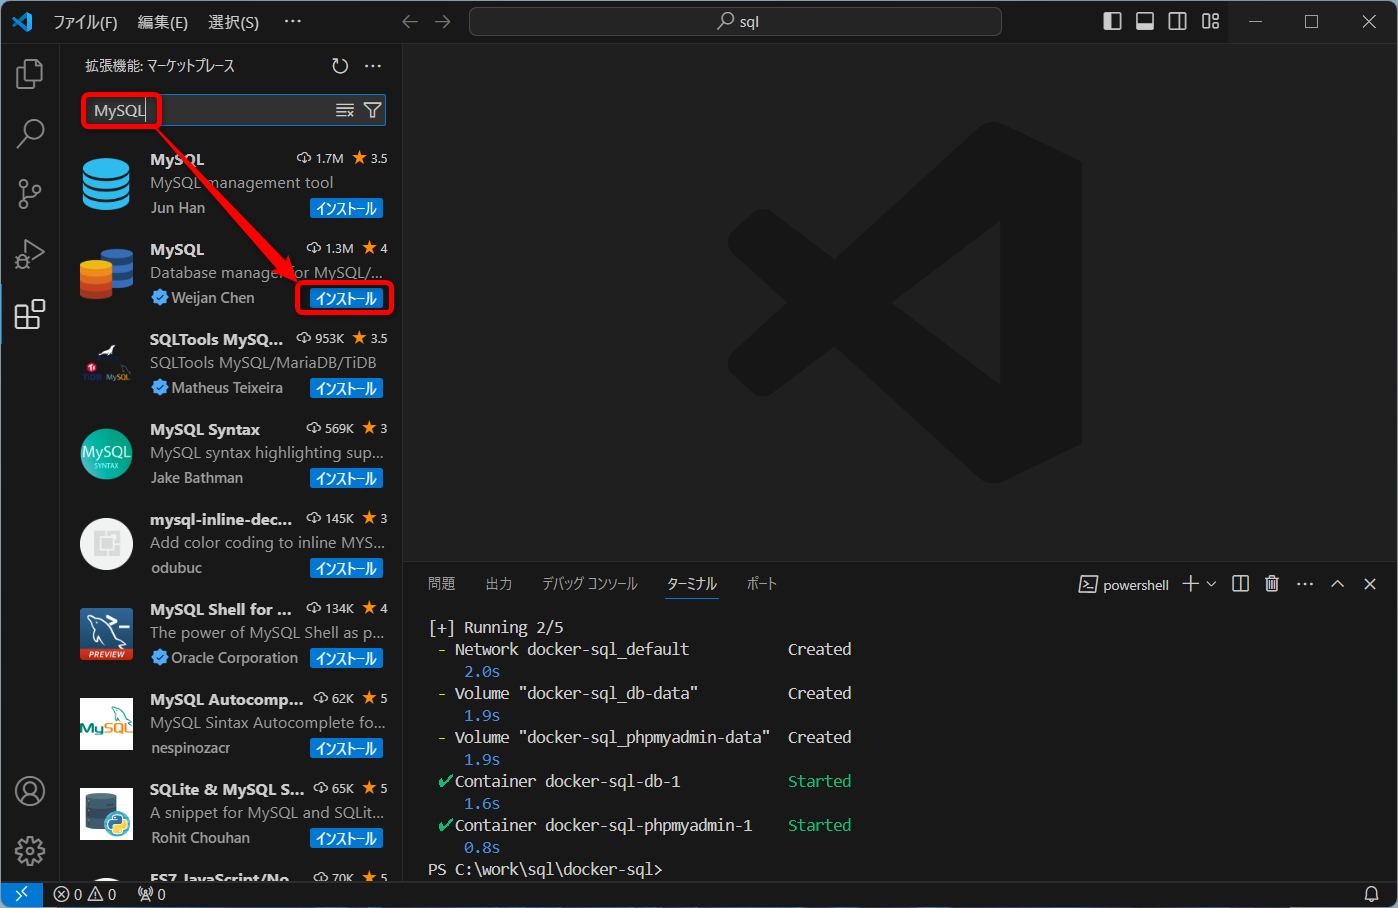 ファイル(F) 編集(E) 選択(S) ···
sql
拡張機能: マーケットプレース
MySQL
MySQL 1.7M 3.5
MySQL management tool
Jun Han インストール
MySQL 1.3M 4
Database manager for MySQL/...
Weijan Chen インストール
SQLTools MySQ... 953K 3.5
SQLTools MySQL/MariaDB/TiDB
TiDB MySQL
Matheus Teixeira インストール
MySQL Syntax 569K 3
MySQL
SYNTAX
MySQL syntax highlighting sup...
Jake Bathman インストール
mysql-inline-dec... 145K 3
Add color coding to inline MYS...
odubuc インストール
MySQL Shell for ... 134K 4
The power of MySQL Shell as p...
PREVIEW
Oracle Corporation インストール
MySQL Autocomp... 62K 5
MySQL Sintax Autocomplete fo...
MySQL
nespinozacr インストール
SQLite & MySQL S... 65K 5
A snippet for MySQL and SQLit...
Rohit Chouhan インストール
ES7 JavaScript/No... 70K 5
問題 出力 デバッグ コンソール ターミナル ポート
powershell
[+] Running 2/5
- Network docker-sql_default Created
2.0s
- Volume "docker-sql_db-data" Created
1.9s
- Volume "docker-sql_phpmyadmin-data" Created
1.9s
✔Container docker-sql-db-1 Started
1.6s
✔Container docker-sql-phpmyadmin-1 Started
0.8s
PS C:\work\sql\docker-sql>
0 0 0